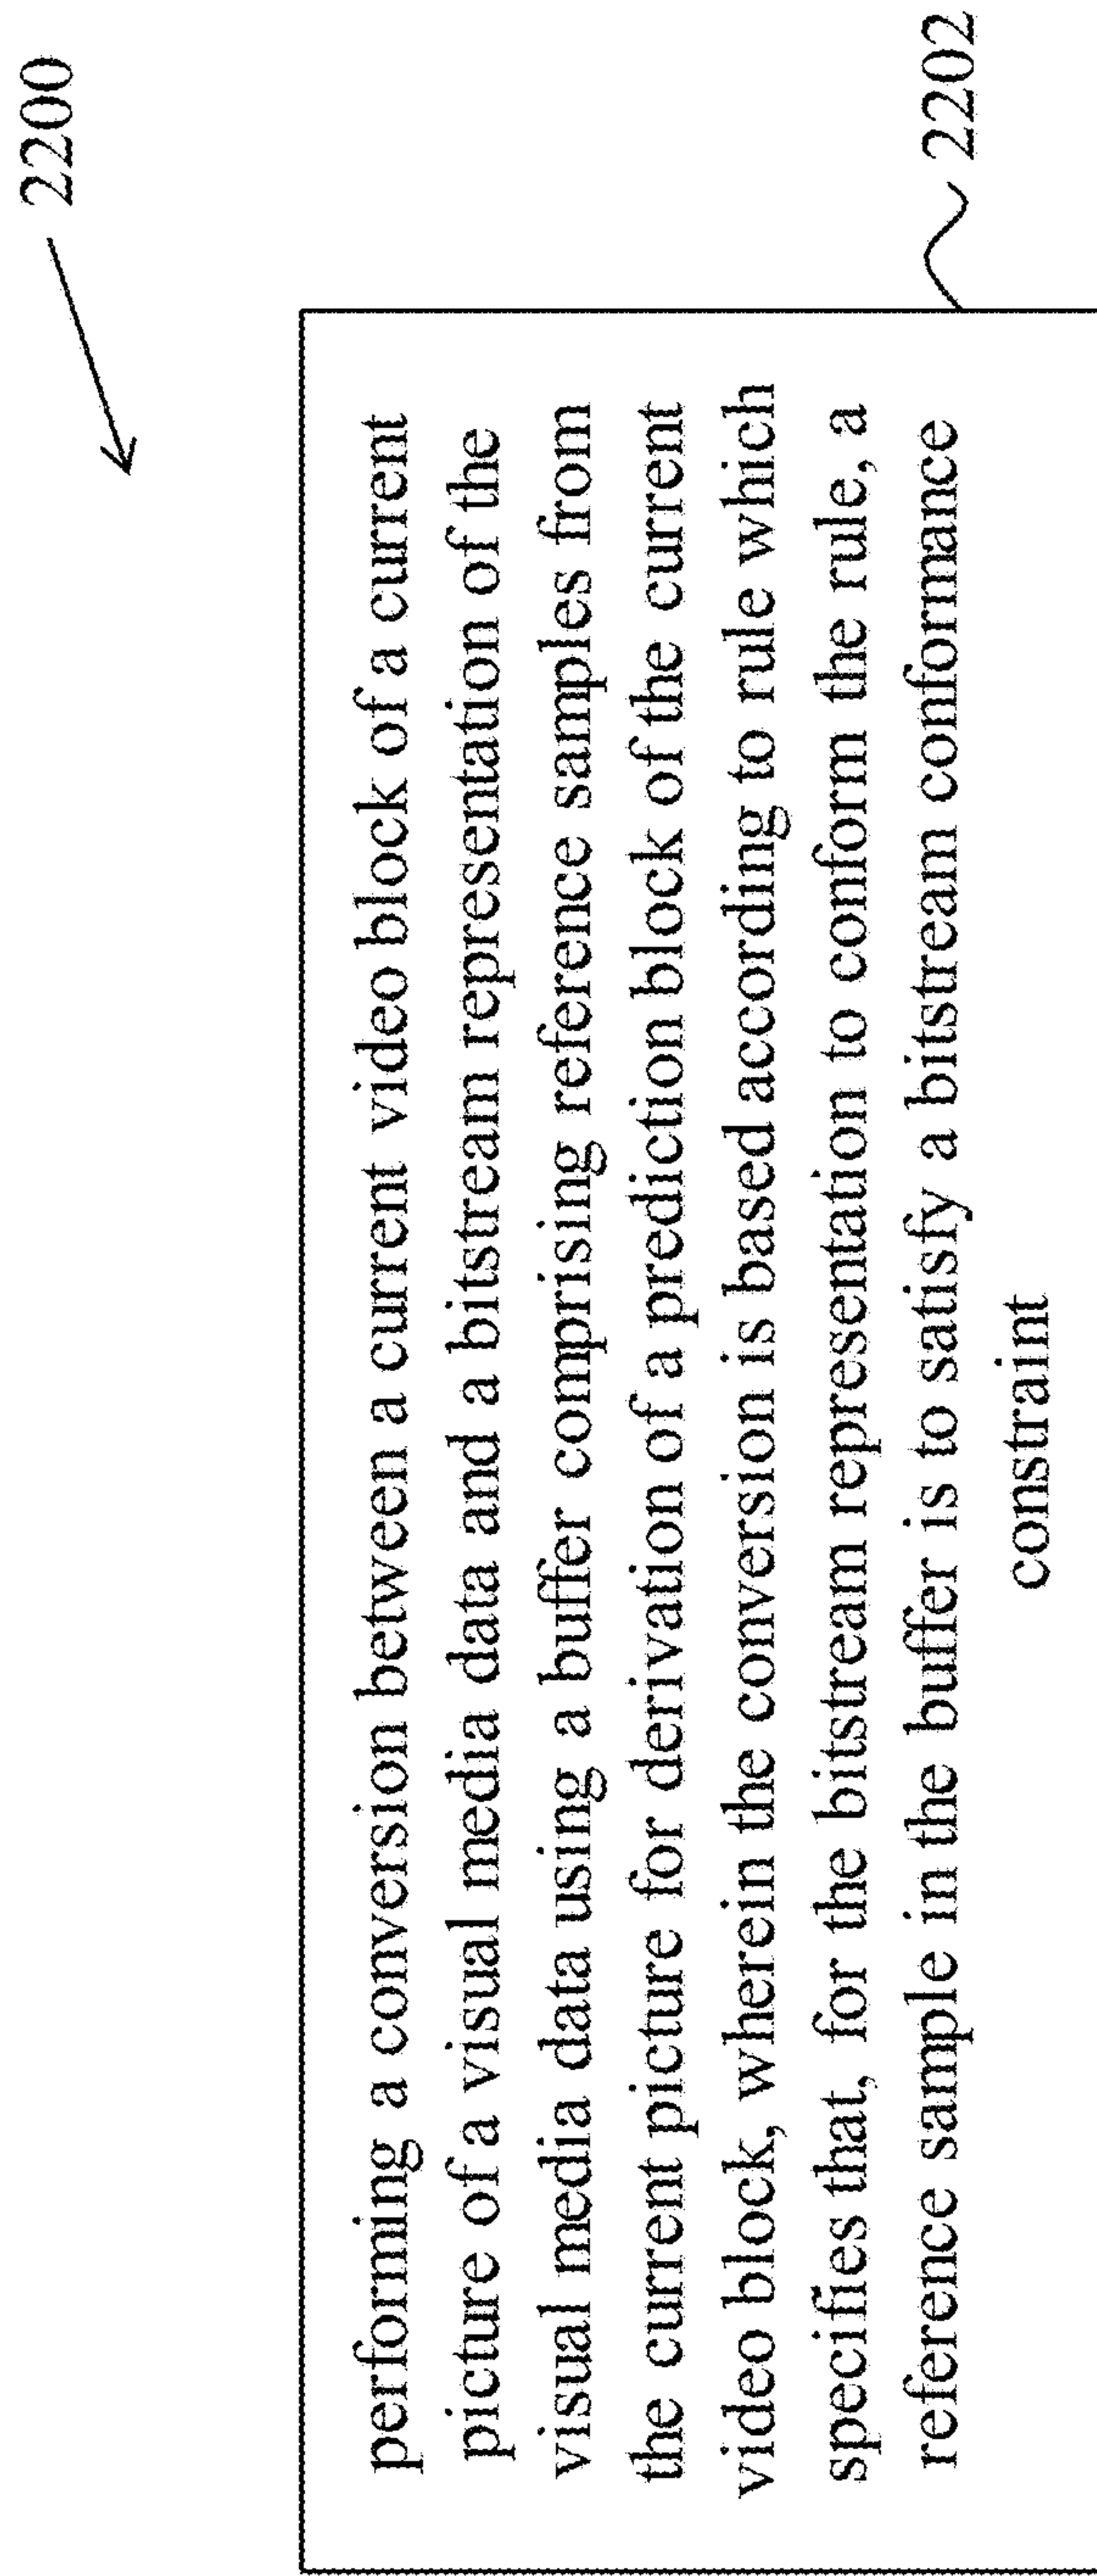 2200
performing a conversion between a current video block of a current
picture of a visual media data and a bitstream representation of the
visual media data using a buffer comprising reference samples from
the current picture for derivation of a prediction block of the current
video block, wherein the conversion is based according to rule which
specifies that, for the bitstream representation to conform the rule, a
reference sample in the buffer is to satisfy a bitstream conformance
constraint
2202